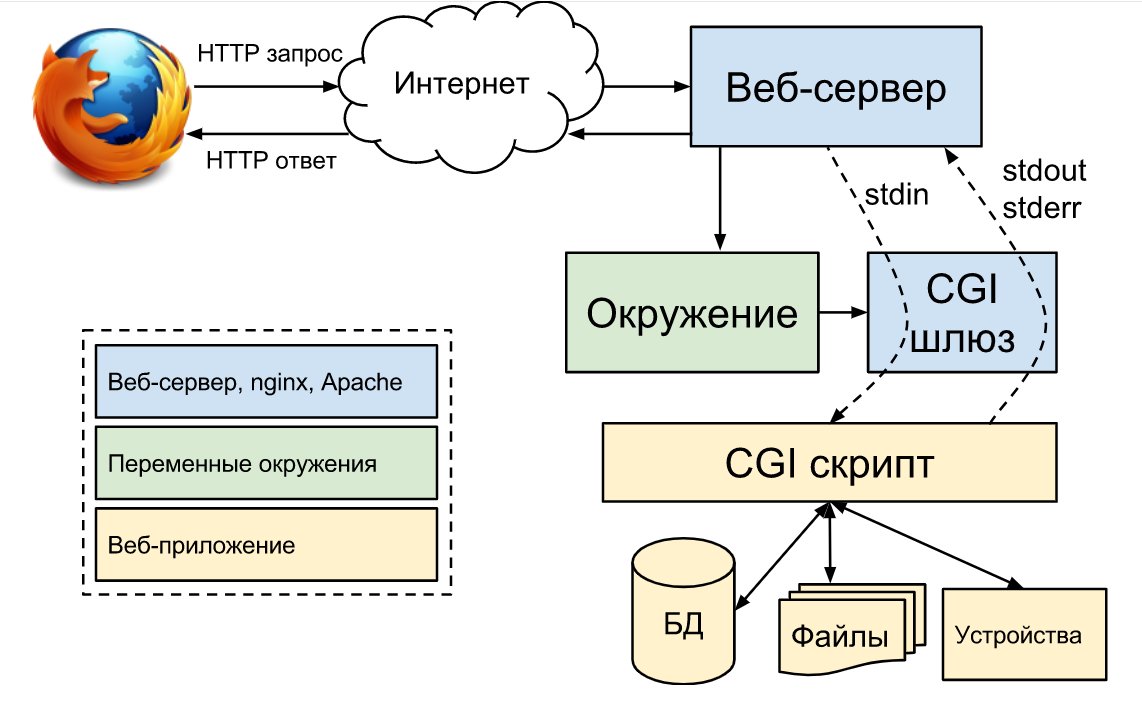 HTTP запрос
Интернет
Веб-сервер
HTTP ответ
stdin
stdout
stderr
Окружение
CGI
шлюз
Веб-сервер, nginx, Apache
Переменные окружения
Веб-приложение
CGI скрипт
БД
Файлы
Устройства